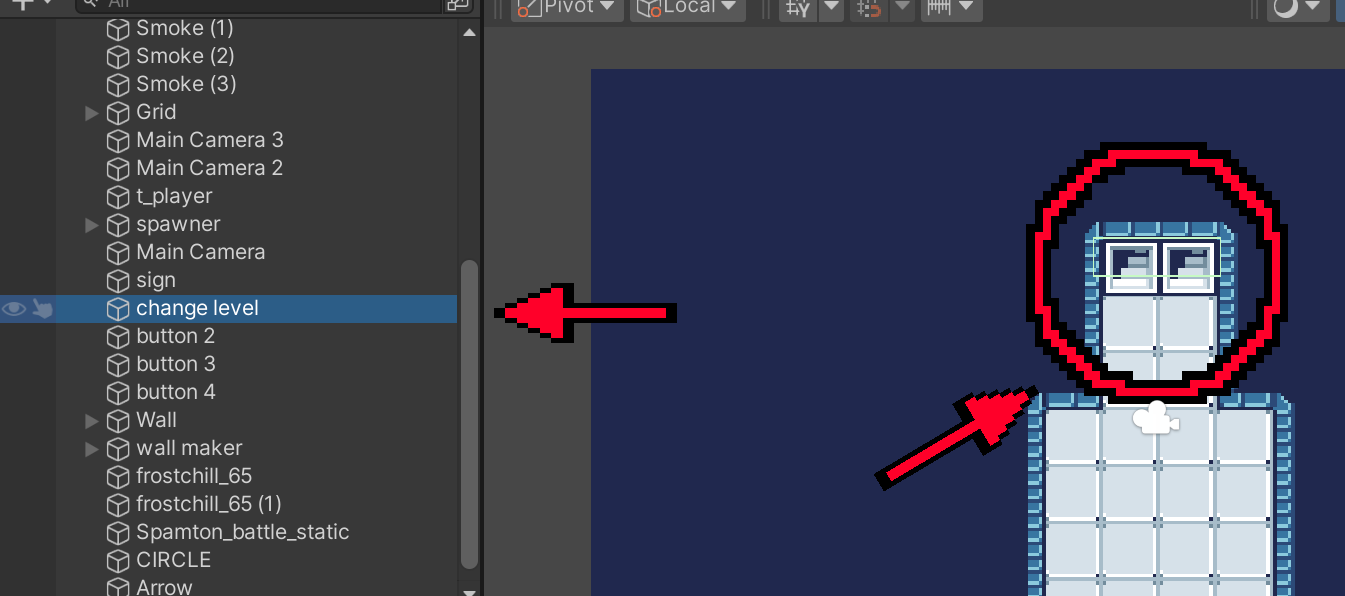 All
Pivot
Local
Smoke (1)
Smoke (2)
Smoke (3)
Grid
Main Camera 3
Main Camera 2
t_player
spawner
Main Camera
sign
change level
button 2
button 3
button 4
Wall
wall maker
frostchill_65
frostchill_65 (1)
Spamton_battle_static
CIRCLE
Arrow